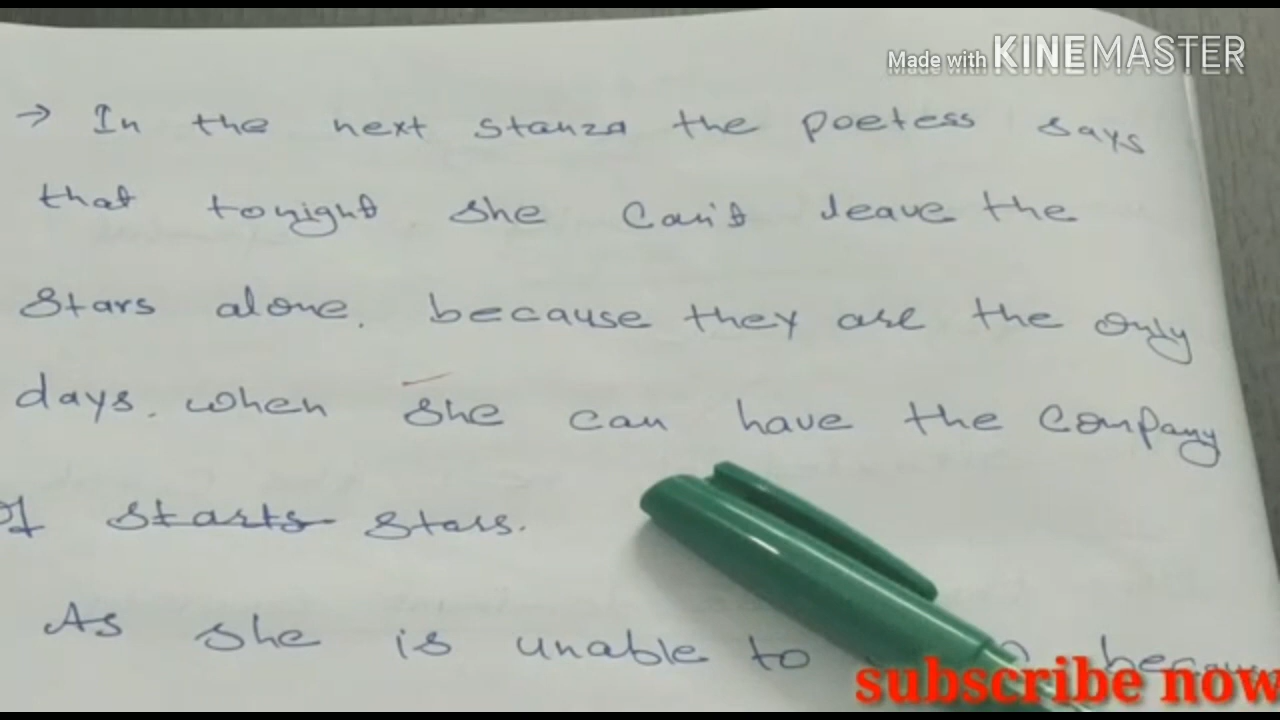 Made with KINEMASTER
→ In the next stanza the poetess says
that tonight she can't leave the
stars alone. because they are the only
days. when she can have the company
of starts stars.
As she is unable to
subscribe now